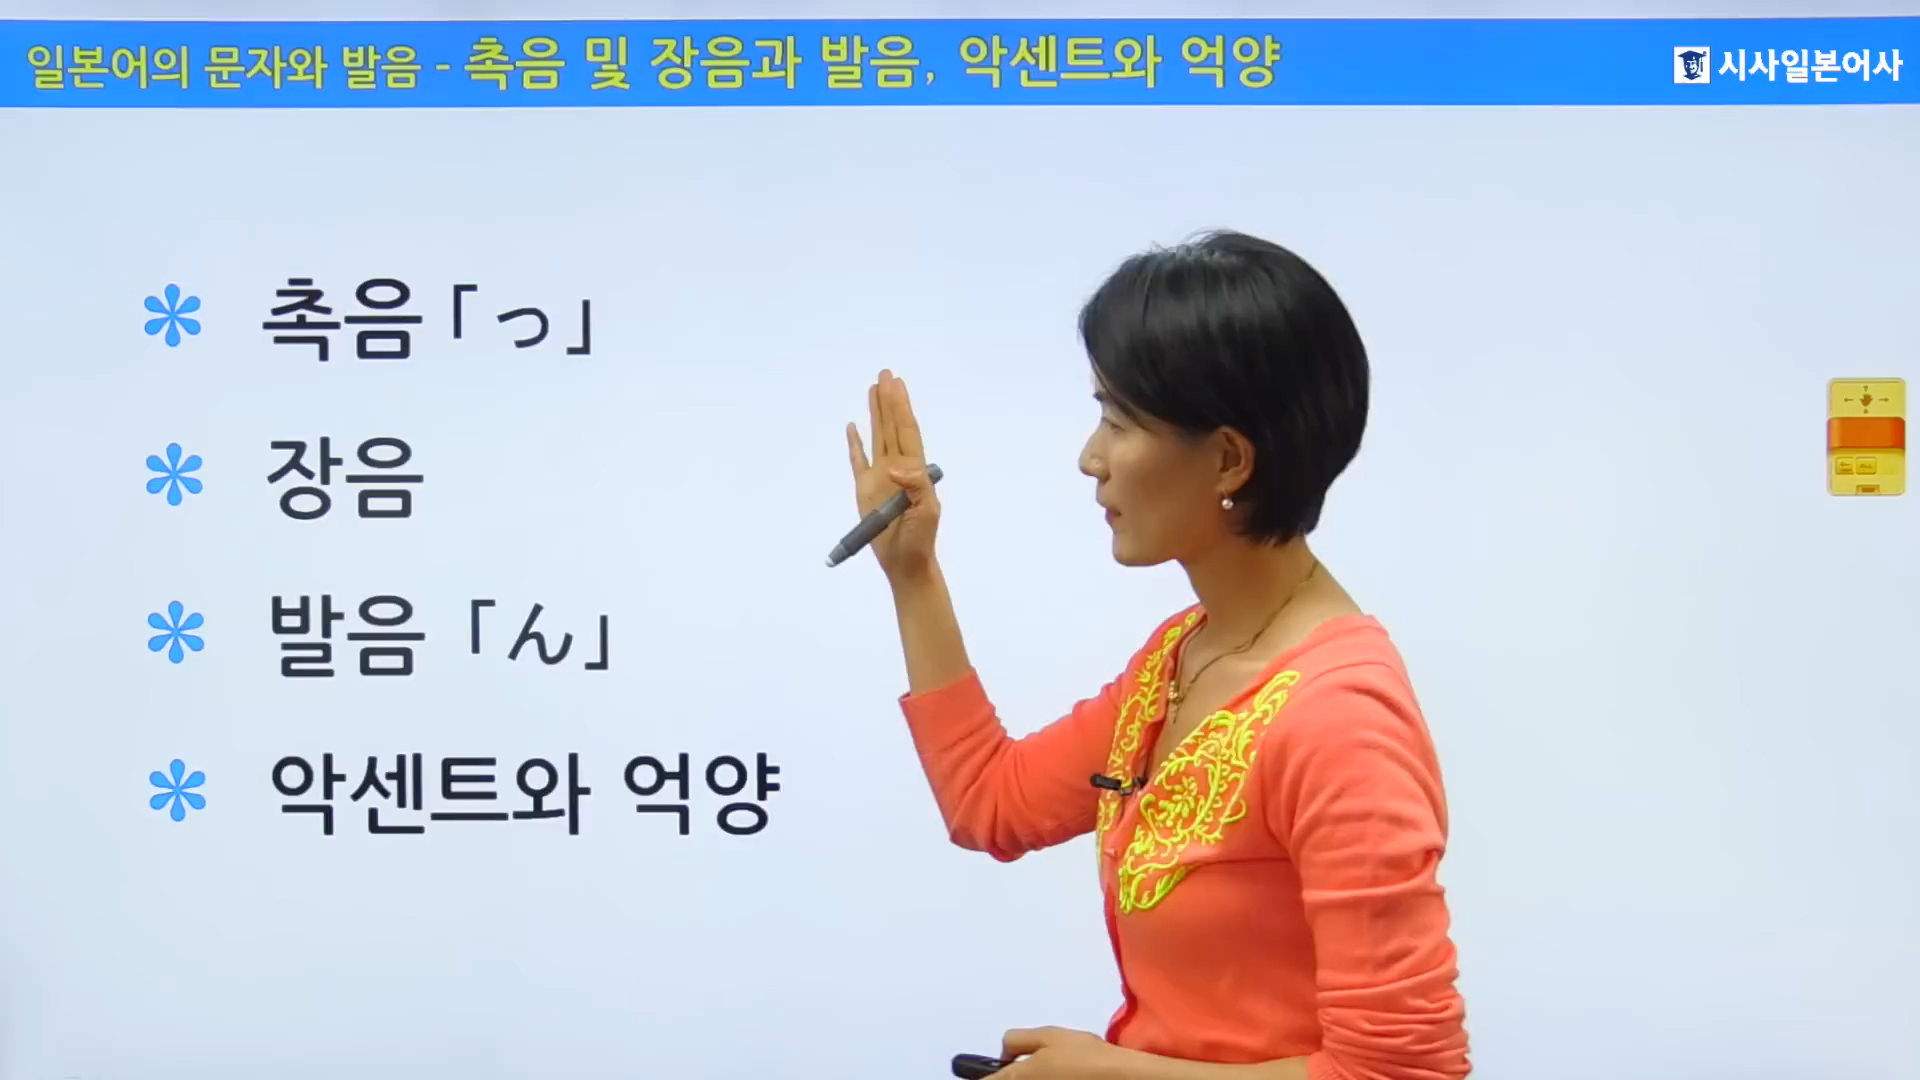 일본어의 문자와 발음 - 촉음 및 장음과 발음, 악센트와 억양
시사일본어사
촉음 「っ」
장음
발음 「ん」
악센트와 억양